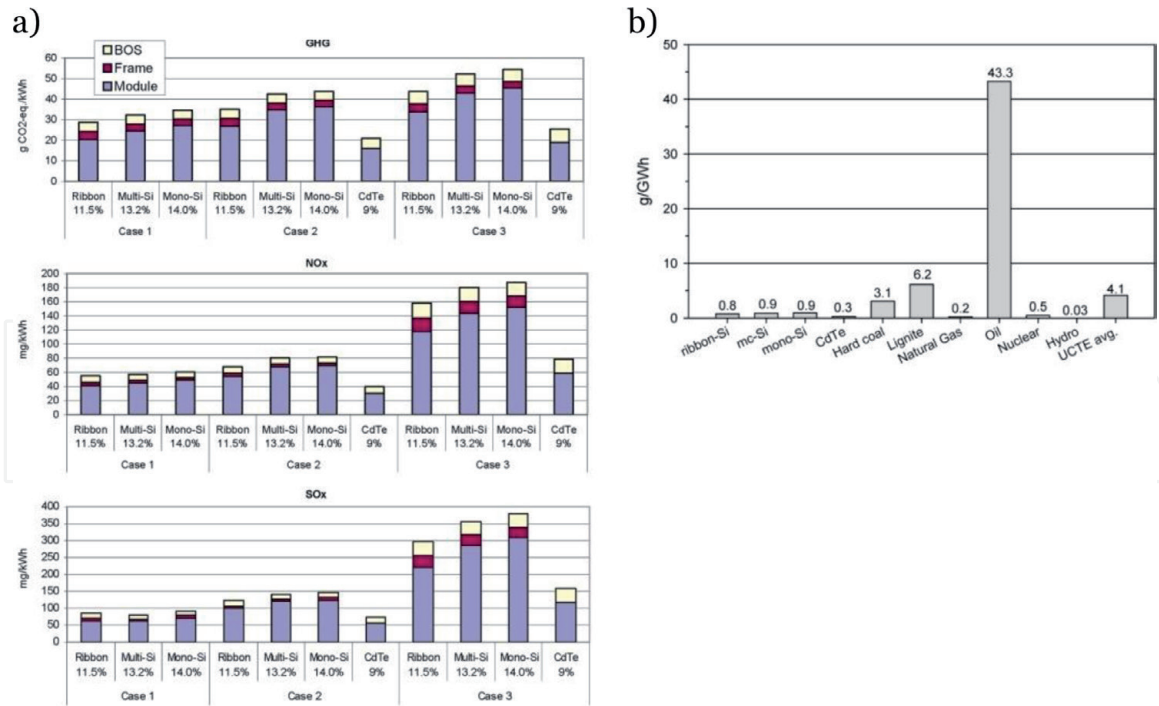 a)
b)
GHG
BOS
Frame
Module
g CO2-eq./kWh
60
50
40
30
20
10
0
Ribbon Multi-Si Mono-Si Ribbon Multi-Si Mono-Si CdTe Ribbon Multi-Si Mono-Si CdTe
11.5% 13.2% 14.0% 11.5% 13.2% 14.0% 9% 11.5% 13.2% 14.0% 9%
Case 1 Case 2 Case 3
NOx
mg/kWh
200
180
160
140
120
100
80
60
40
20
0
Ribbon Multi-Si Mono-Si Ribbon Multi-Si Mono-Si CdTe Ribbon Multi-Si Mono-Si CdTe
11.5% 13.2% 14.0% 11.5% 13.2% 14.0% 9% 11.5% 13.2% 14.0% 9%
Case 1 Case 2 Case 3
SOx
mg/kWh
400
350
300
250
200
150
100
50
0
Ribbon Multi-Si Mono-Si Ribbon Multi-Si Mono-Si CdTe Ribbon Multi-Si Mono-Si CdTe
11.5% 13.2% 14.0% 11.5% 13.2% 14.0% 9% 11.5% 13.2% 14.0% 9%
Case 1 Case 2 Case 3
g/GWh
50
40
30
20
10
0
0.8 0.9 0.9 0.3 3.1 6.2 0.2 43.3 0.5 0.03 4.1
ribbon-Si mc-Si mono-Si CdTe Hard coal Lignite Natural Gas Oil Nuclear Hydro UCTE avg.